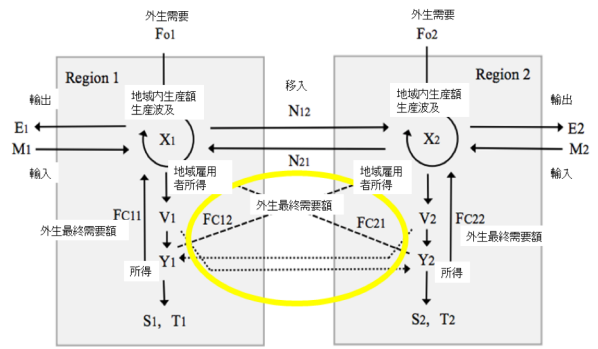 外生需要
Fo1
外生需要
Fo2
Region 1
Region 2
地域内生産額
生産波及
地域内生産額
生産波及
移入
輸出
輸出
N12
E1
X1
X2
E2
M1
M2
輸入
N21
輸入
地域雇用
者所得
地域雇用
者所得
外生最終需要額
V1
FC11
FC12
FC21
V2
FC22
外生最終需要額
外生最終需要額
所得
Y1
Y2
所得
S1, T1
S2, T2